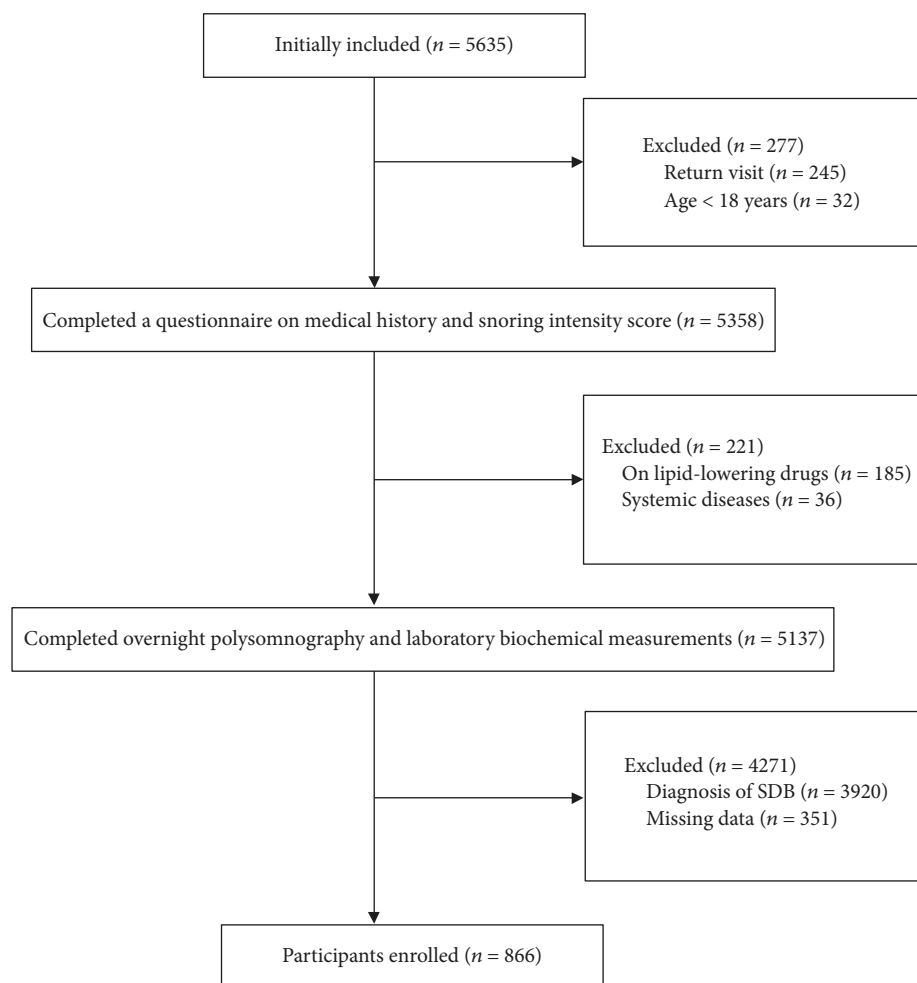 Initially included (n = 5635)
Excluded (n = 277)
Return visit (n = 245)
Age < 18 years (n = 32)
Completed a questionnaire on medical history and snoring intensity score (n = 5358)
Excluded (n = 221)
On lipid-lowering drugs (n = 185)
Systemic diseases (n = 36)
Completed overnight polysomnography and laboratory biochemical measurements (n = 5137)
Excluded (n = 4271)
Diagnosis of SDB (n = 3920)
Missing data (n = 351)
Participants enrolled (n = 866)